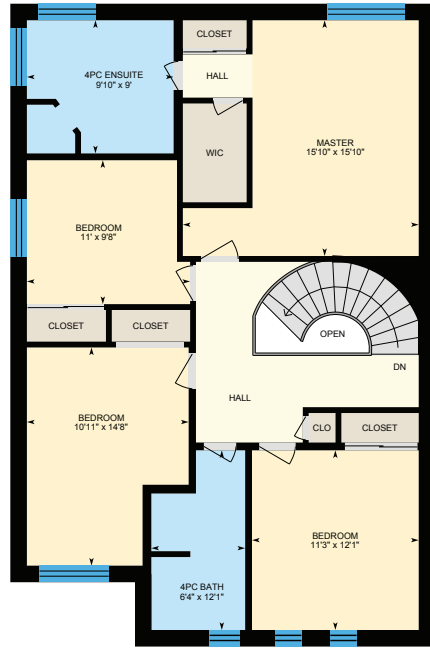 CLOSET
4PC ENSUITE
9'10" x 9'
HALL
MASTER
15'10" x 15'10"
WIC
BEDROOM
11' x 9'8"
CLOSET
CLOSET
OPEN
DN
HALL
BEDROOM
10'11" x 14'8"
CLO
CLOSET
BEDROOM
11'3" x 12'1"
4PC BATH
6'4" x 12'1"